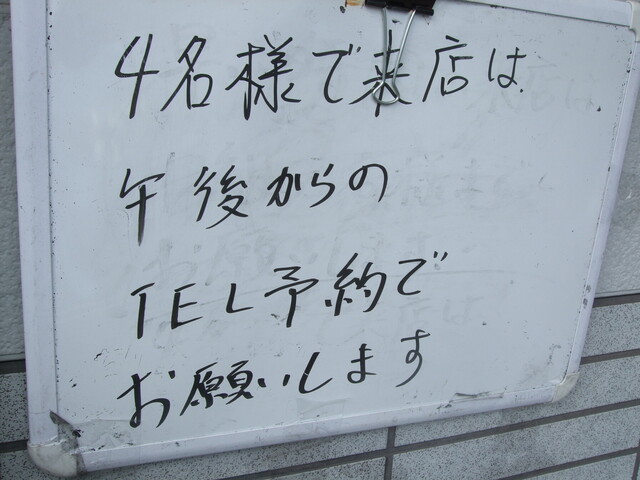 4名様で来店は
午後からの
TEL予約で
お願いします